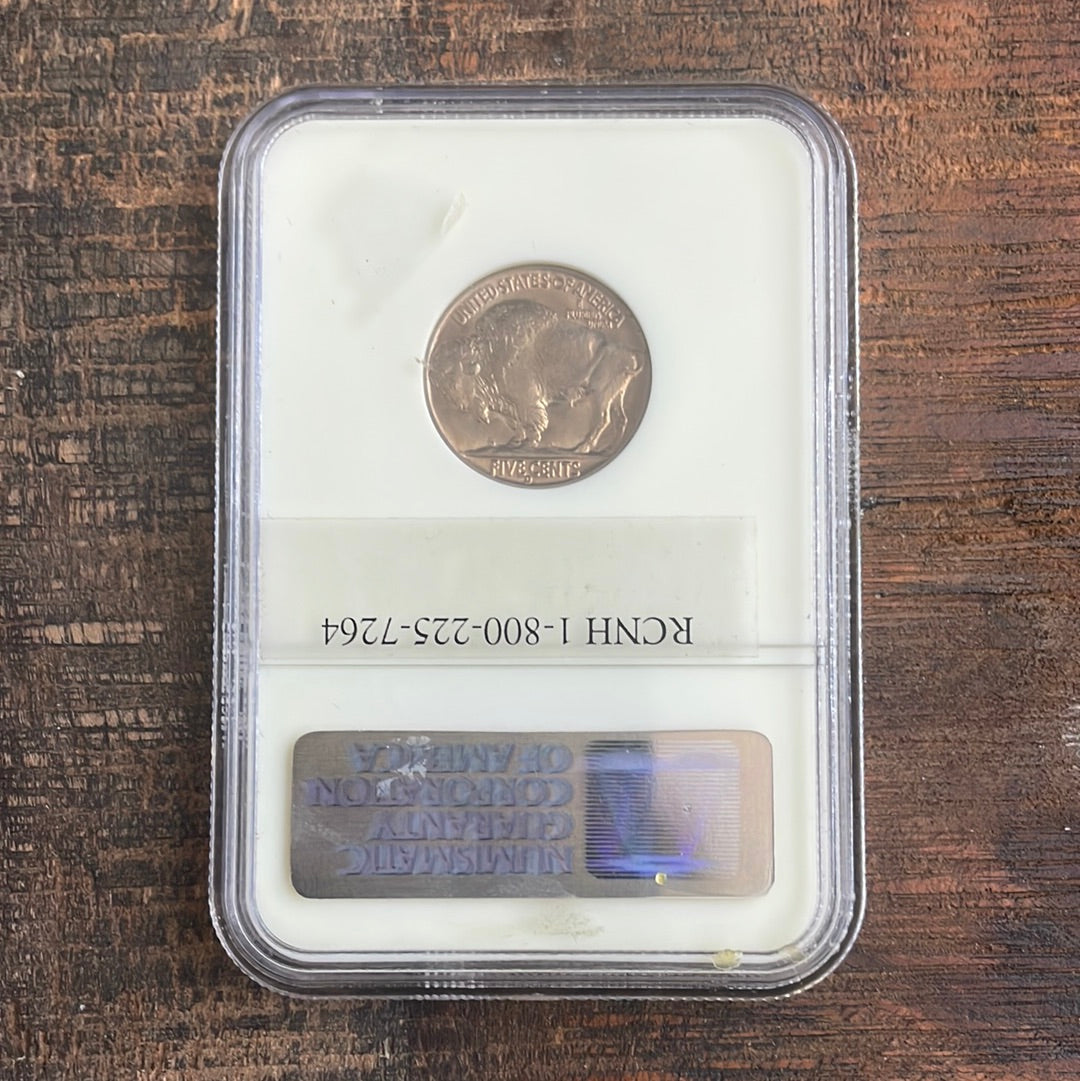 UNITED STATES OF AMERICA
E PLURIBUS
UNUM
FIVE CENTS
D
RCNH 1-800-225-7264
NUMISMATIC
GUARANTY
CORPORATION
OF AMERICA